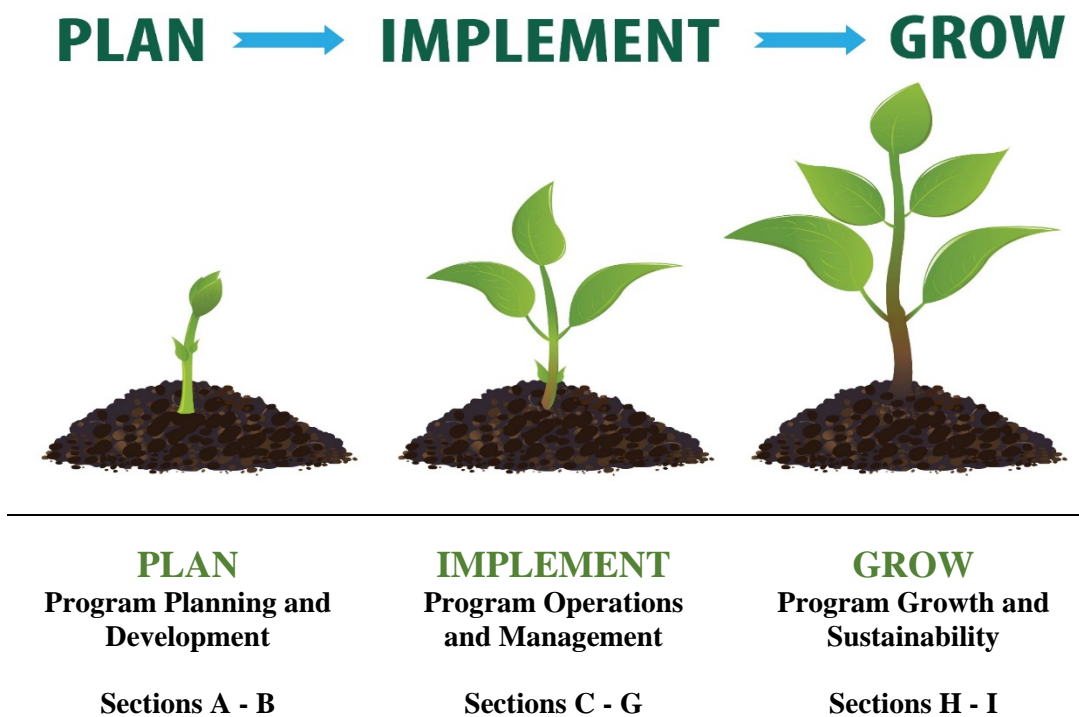 PLAN IMPLEMENT GROW
PLAN
Program Planning and
Development
Sections A - B
IMPLEMENT
Program Operations
and Management
Sections C - G
GROW
Program Growth and
Sustainability
Sections H - I